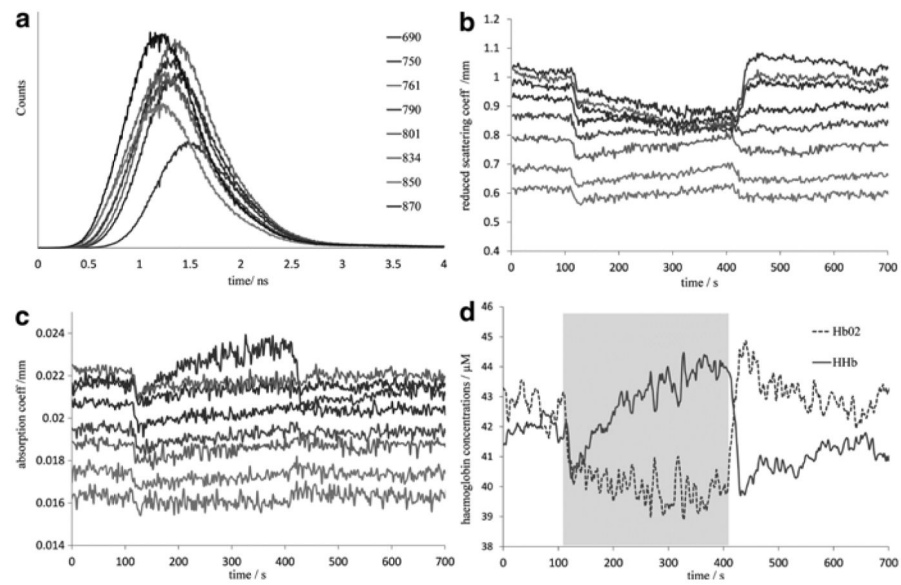 a
Counts
690
750
761
790
801
834
850
870
0 0.5 1 1.5 2 2.5 3 3.5 4
time/ ns
b
reduced scattering coeff /mm
1.2
1.1
1
0.9
0.8
0.7
0.6
0.5
0.4
0 100 200 300 400 500 600 700
time / s
c
absorption coeff /mm
0.024
0.022
0.02
0.018
0.016
0.014
0 100 200 300 400 500 600 700
time / s
d
haemoglobin concentrations / μM
46
45
44
43
42
41
40
39
38
Hb02
HHb
0 100 200 300 400 500 600 700
time / s